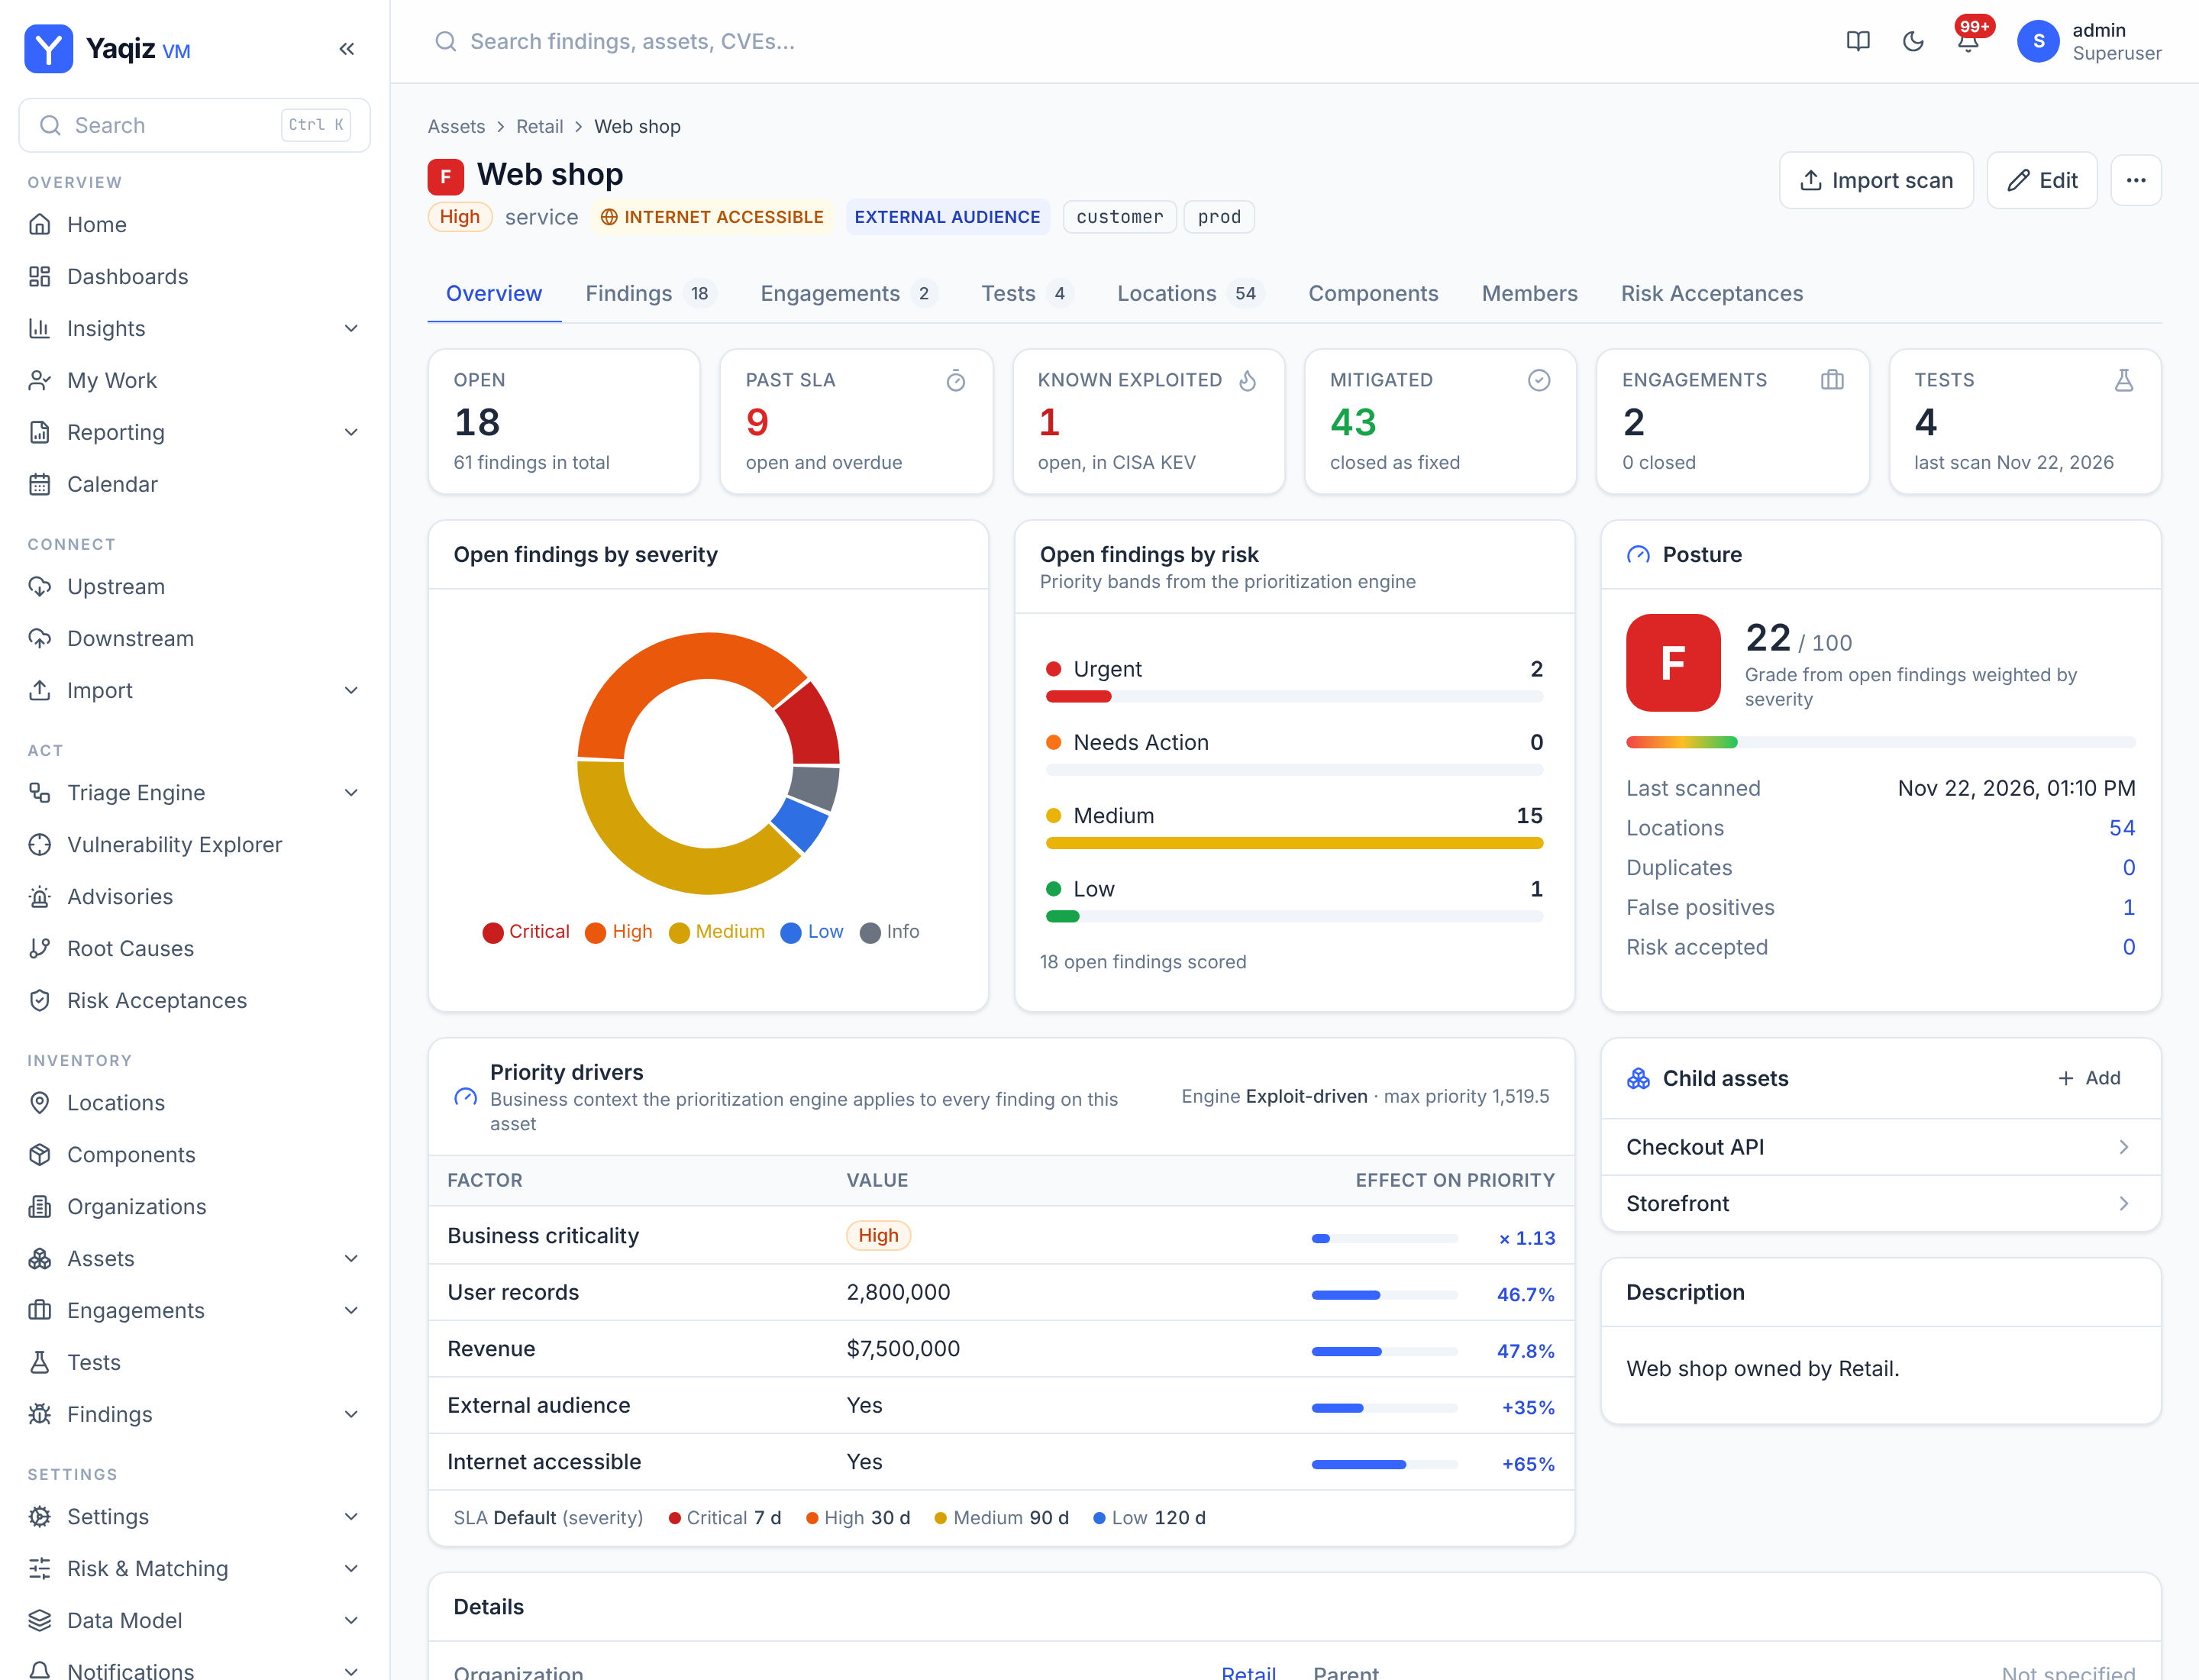 Yaqiz VM
Search
Ctrl K
OVERVIEW
Home
Dashboards
Insights
My Work
Reporting
Calendar
CONNECT
Upstream
Downstream
Import
ACT
Triage Engine
Vulnerability Explorer
Advisories
Root Causes
Risk Acceptances
INVENTORY
Locations
Components
Organizations
Assets
Engagements
Tests
Findings
SETTINGS
Settings
Risk & Matching
Data Model
Notifications
Search findings, assets, CVEs...
99+
S
admin
Superuser
Assets > Retail > Web shop
F Web shop
High service INTERNET ACCESSIBLE EXTERNAL AUDIENCE customer prod
Import scan
Edit
Overview Findings 18 Engagements 2 Tests 4 Locations 54 Components Members Risk Acceptances
OPEN
18
61 findings in total
PAST SLA
9
open and overdue
KNOWN EXPLOITED
1
open, in CISA KEV
MITIGATED
43
closed as fixed
ENGAGEMENTS
2
0 closed
TESTS
4
last scan Nov 22, 2026
Open findings by severity
Critical High Medium Low Info
Open findings by risk
Priority bands from the prioritization engine
Urgent 2
Needs Action 0
Medium 15
Low 1
18 open findings scored
Posture
F
22 / 100
Grade from open findings weighted by
severity
Last scanned Nov 22, 2026, 01:10 PM
Locations 54
Duplicates 0
False positives 1
Risk accepted 0
Priority drivers
Business context the prioritization engine applies to every finding on this
asset
Engine Exploit-driven · max priority 1,519.5
FACTOR VALUE EFFECT ON PRIORITY
Business criticality High × 1.13
User records 2,800,000 46.7%
Revenue $7,500,000 47.8%
External audience Yes +35%
Internet accessible Yes +65%
SLA Default (severity) Critical 7 d High 30 d Medium 90 d Low 120 d
Child assets
+ Add
Checkout API
Storefront
Description
Web shop owned by Retail.
Details
Organization Retail Parent Not specified